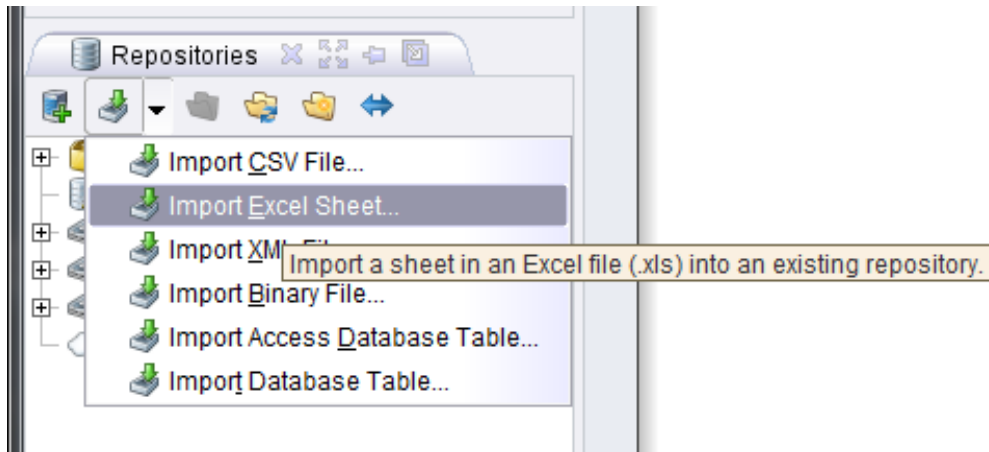 Repositories
Import CSV File...
Import Excel Sheet...
Import XML
Import a sheet in an Excel file (.xls) into an existing repository.
Import Binary File...
Import Access Database Table...
Import Database Table...